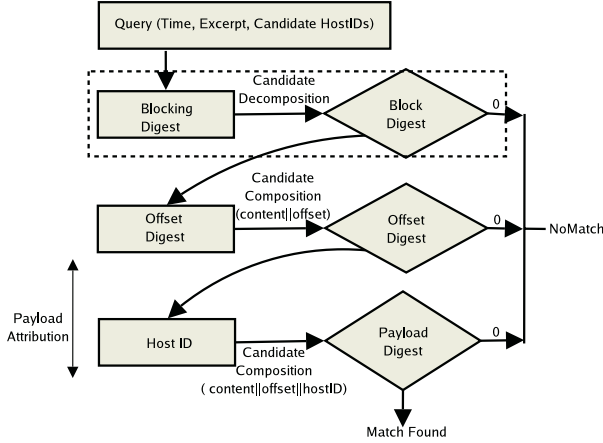 Query (Time, Excerpt, Candidate HostIDs)
Candidate
Decomposition
Blocking
Digest
Block
Digest
0
Candidate
Composition
(content||offset)
Offset
Digest
Offset
Digest
0
NoMatch
Payload
Attribution
Host ID
Candidate
Composition
( content||offset||hostID)
Payload
Digest
0
Match Found